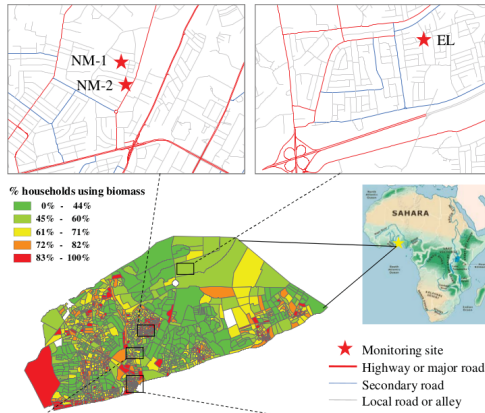 NM-1
NM-2
EL
% households using biomass
0% - 44%
45% - 60%
61% - 71%
72% - 82%
83% - 100%
SAHARA
AFRICA
Monitoring site
Highway or major road
Secondary road
Local road or alley